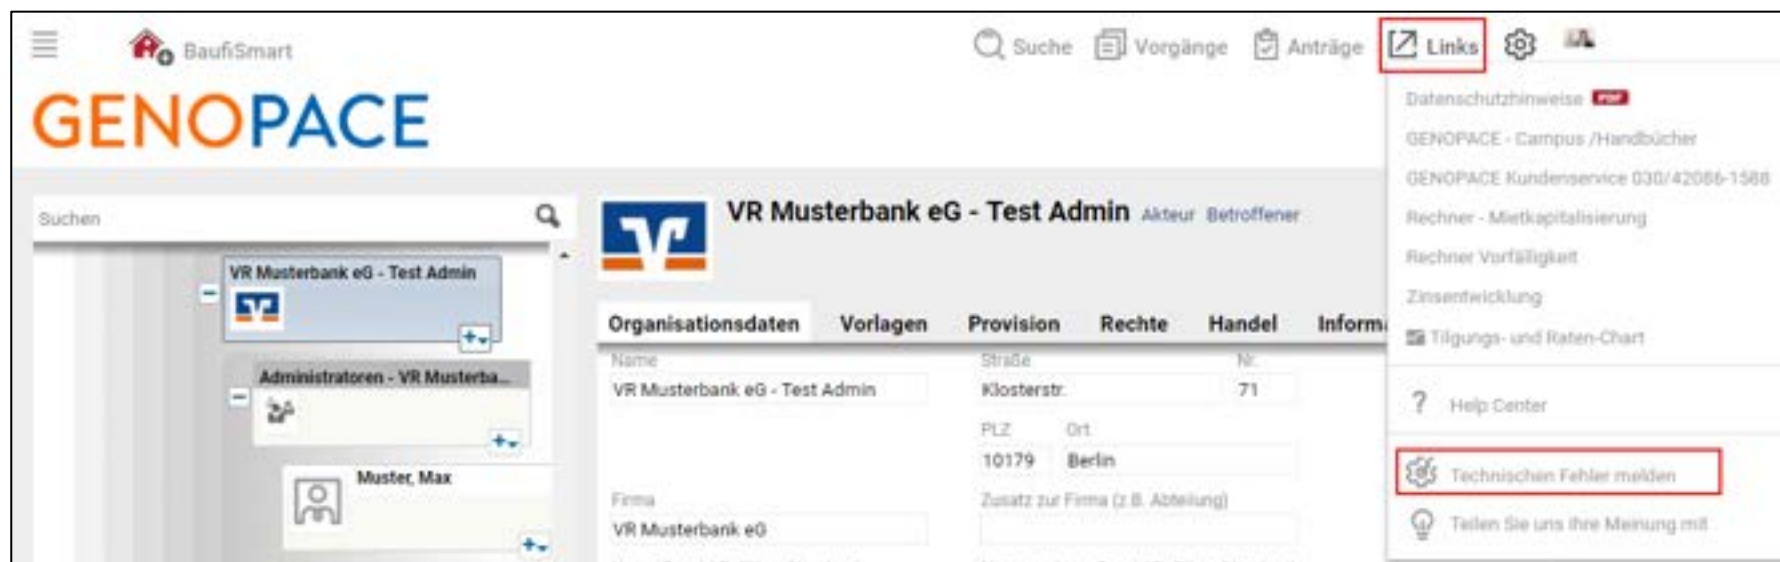 BaufiSmart
Suche
Vorgänge
Anträge
Links
GENOPACE
Datenschutzhinweise PDF
GENOPACE - Campus /Handbücher
GENOPACE Kundenservice 030/42086-1588
Rechner - Mietkapitalisierung
Rechner Vorfälligkeit
Zinsentwicklung
Tilgungs- und Raten-Chart
? Help Center
Technischen Fehler melden
Teilen Sie uns Ihre Meinung mit
Suchen
VR Musterbank eG - Test Admin
Administratoren - VR Musterba...
Muster, Max
VR Musterbank eG - Test Admin Akteur Betroffener
Organisationsdaten Vorlagen Provision Rechte Handel Informa
Name Straße Nr.
VR Musterbank eG - Test Admin Klosterstr. 71
PLZ Ort
10179 Berlin
Firma Zusatz zur Firma (z.B. Abteilung)
VR Musterbank eG